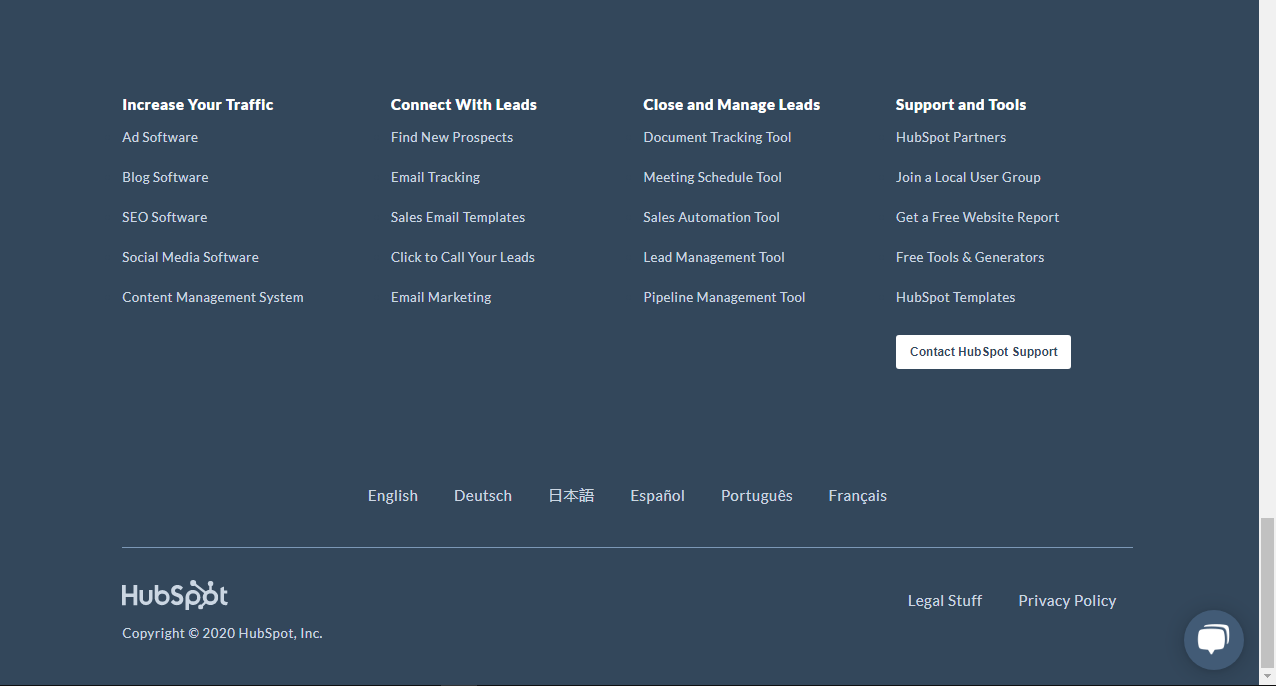 Increase Your Traffic
Ad Software
Blog Software
SEO Software
Social Media Software
Content Management System
Connect With Leads
Find New Prospects
Email Tracking
Sales Email Templates
Click to Call Your Leads
Email Marketing
Close and Manage Leads
Document Tracking Tool
Meeting Schedule Tool
Sales Automation Tool
Lead Management Tool
Pipeline Management Tool
Support and Tools
HubSpot Partners
Join a Local User Group
Get a Free Website Report
Free Tools & Generators
HubSpot Templates
Contact HubSpot Support
English Deutsch 日本語 Español Português Français
HubSpot
Legal Stuff Privacy Policy
Copyright © 2020 HubSpot, Inc.